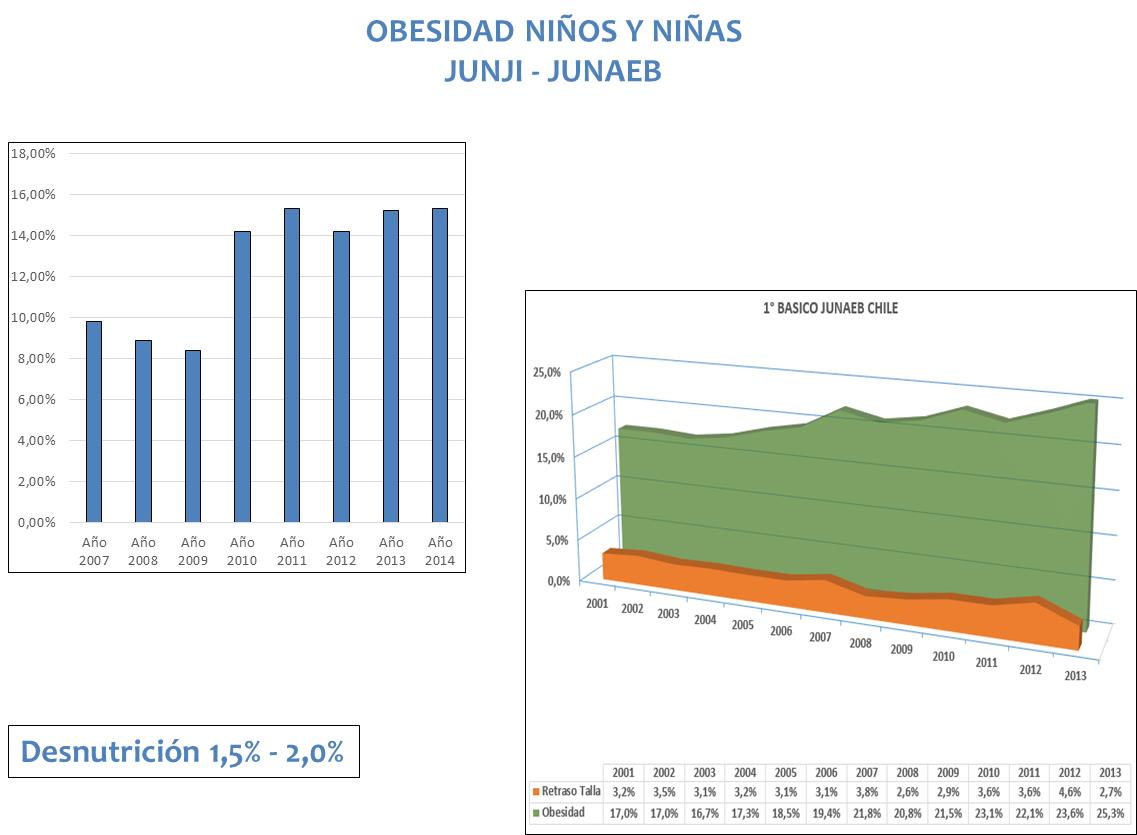 OBESIDAD NIÑOS Y NIÑAS
JUNJI - JUNAEB
18,00%
16,00%
14,00%
12,00%
10,00%
8,00%
6,00%
4,00%
2,00%
0,00%
Año 2007 Año 2008 Año 2009 Año 2010 Año 2011 Año 2012 Año 2013 Año 2014
Desnutrición 1,5% - 2,0%
1° BASICO JUNAEB CHILE
25,0%
20,0%
15,0%
10,0%
5,0%
0,0%
2001 2002 2003 2004 2005 2006 2007 2008 2009 2010 2011 2012 2013
2001 2002 2003 2004 2005 2006 2007 2008 2009 2010 2011 2012 2013
Retraso Talla 3,2% 3,5% 3,1% 3,2% 3,1% 3,1% 3,8% 2,6% 2,9% 3,6% 3,6% 4,6% 2,7%
Obesidad 17,0% 17,0% 16,7% 17,3% 18,5% 19,4% 21,8% 20,8% 21,5% 23,1% 22,1% 23,6% 25,3%